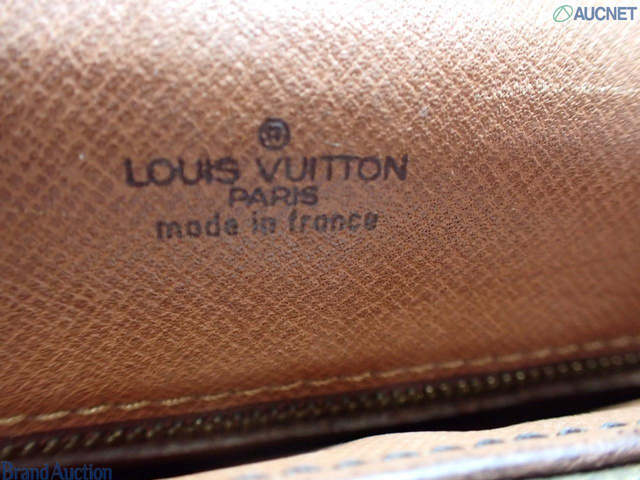 AUCNET
®
LOUIS VUITTON
PARIS
made in france
Brand Auction